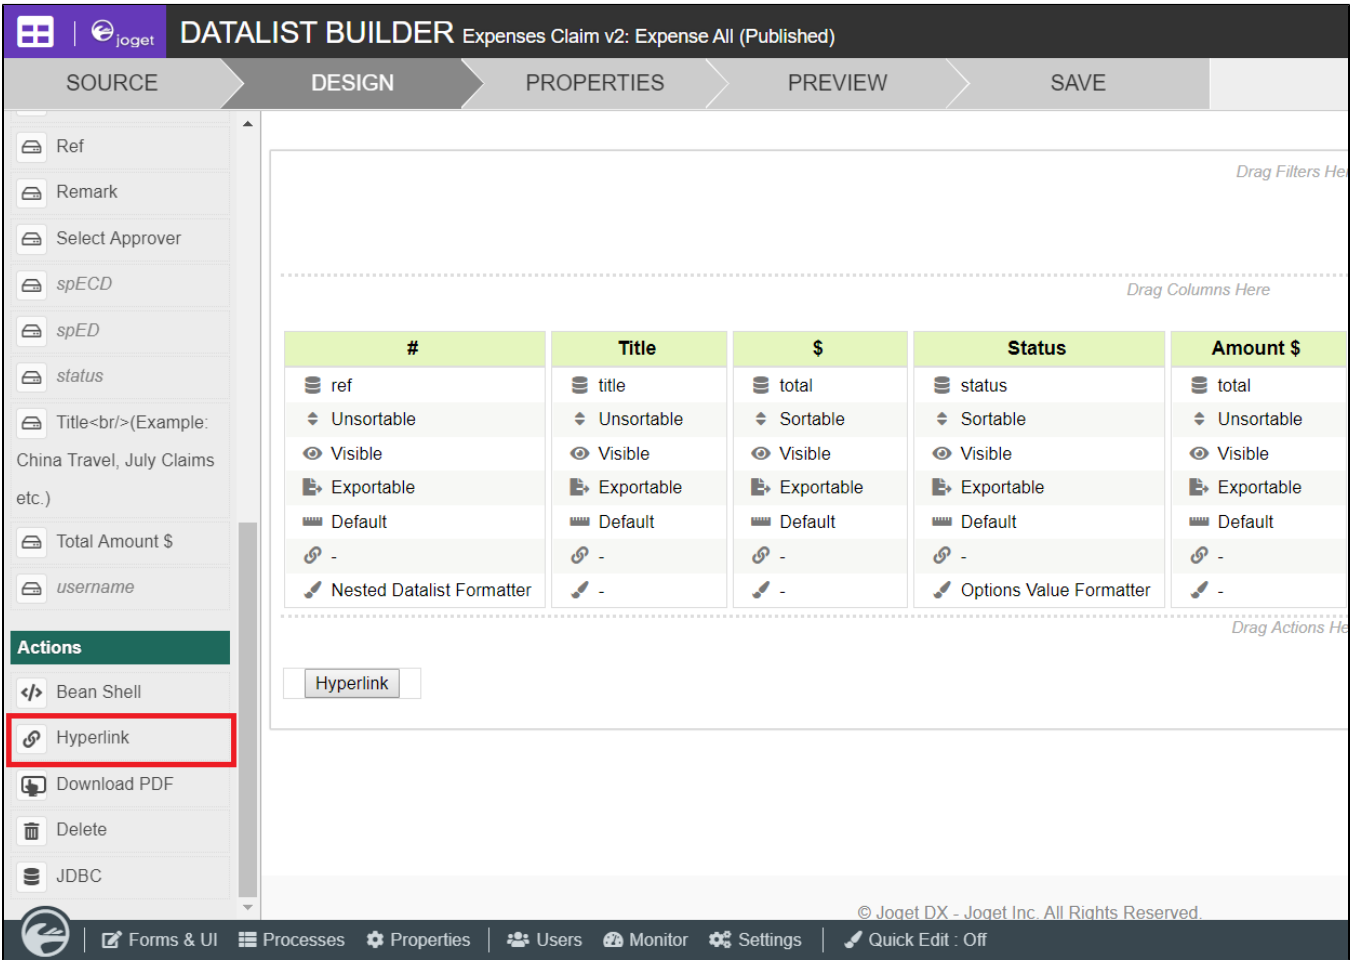 joget DATALIST BUILDER Expenses Claim v2: Expense All (Published)
SOURCE DESIGN PROPERTIES PREVIEW SAVE
Ref
Remark
Select Approver
spECD
spED
status
Title<br/>(Example:
China Travel, July Claims
etc.)
Total Amount $
username
Actions
Bean Shell
Hyperlink
Download PDF
Delete
JDBC
Drag Filters
Drag Columns Here
# Title $ Status Amount $
ref title total status total
Unsortable Unsortable Sortable Sortable Unsortable
Visible Visible Visible Visible Visible
Exportable Exportable Exportable Exportable Exportable
Default Default Default Default Default
- - - - -
Nested Datalist Formatter - - Options Value Formatter -
Drag Actions
Hyperlink
© Joget DX - Joget Inc. All Rights Reserved.
Forms & UI Processes Properties Users Monitor Settings Quick Edit : Off